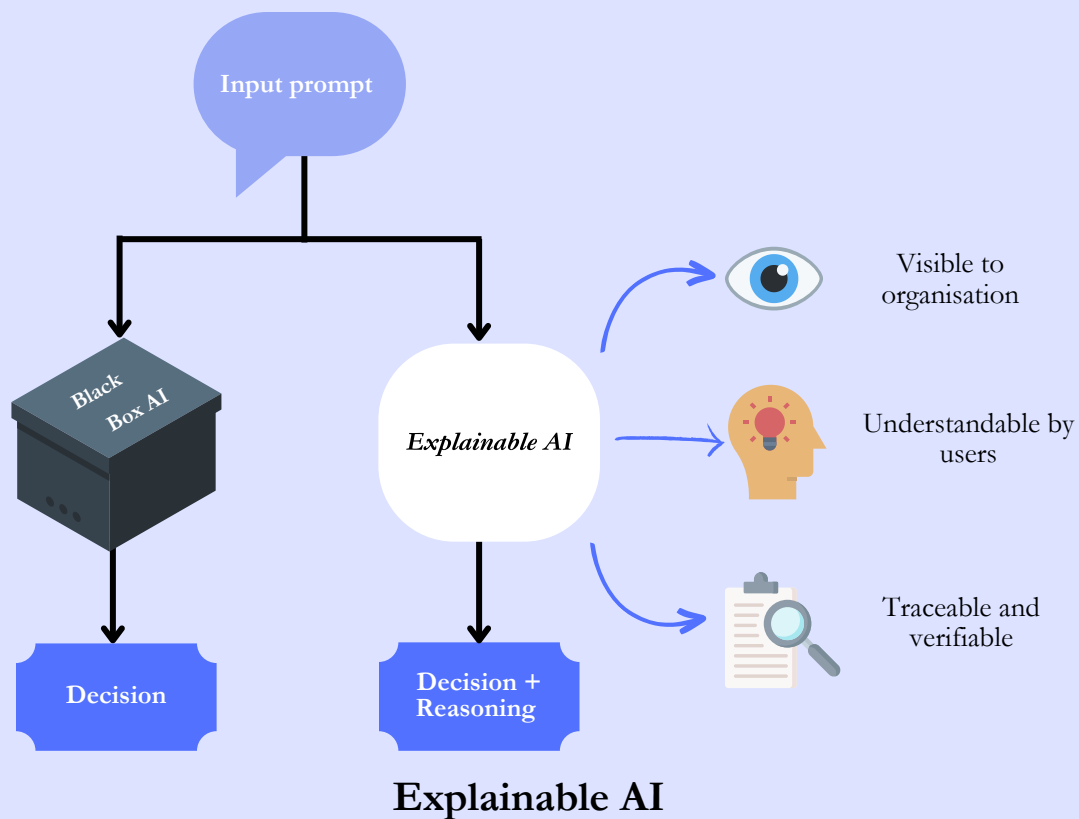 Input prompt
Black
Box AI
Explainable AI
Visible to
organisation
Understandable by
users
Traceable and
verifiable
Decision
Decision +
Reasoning
Explainable AI